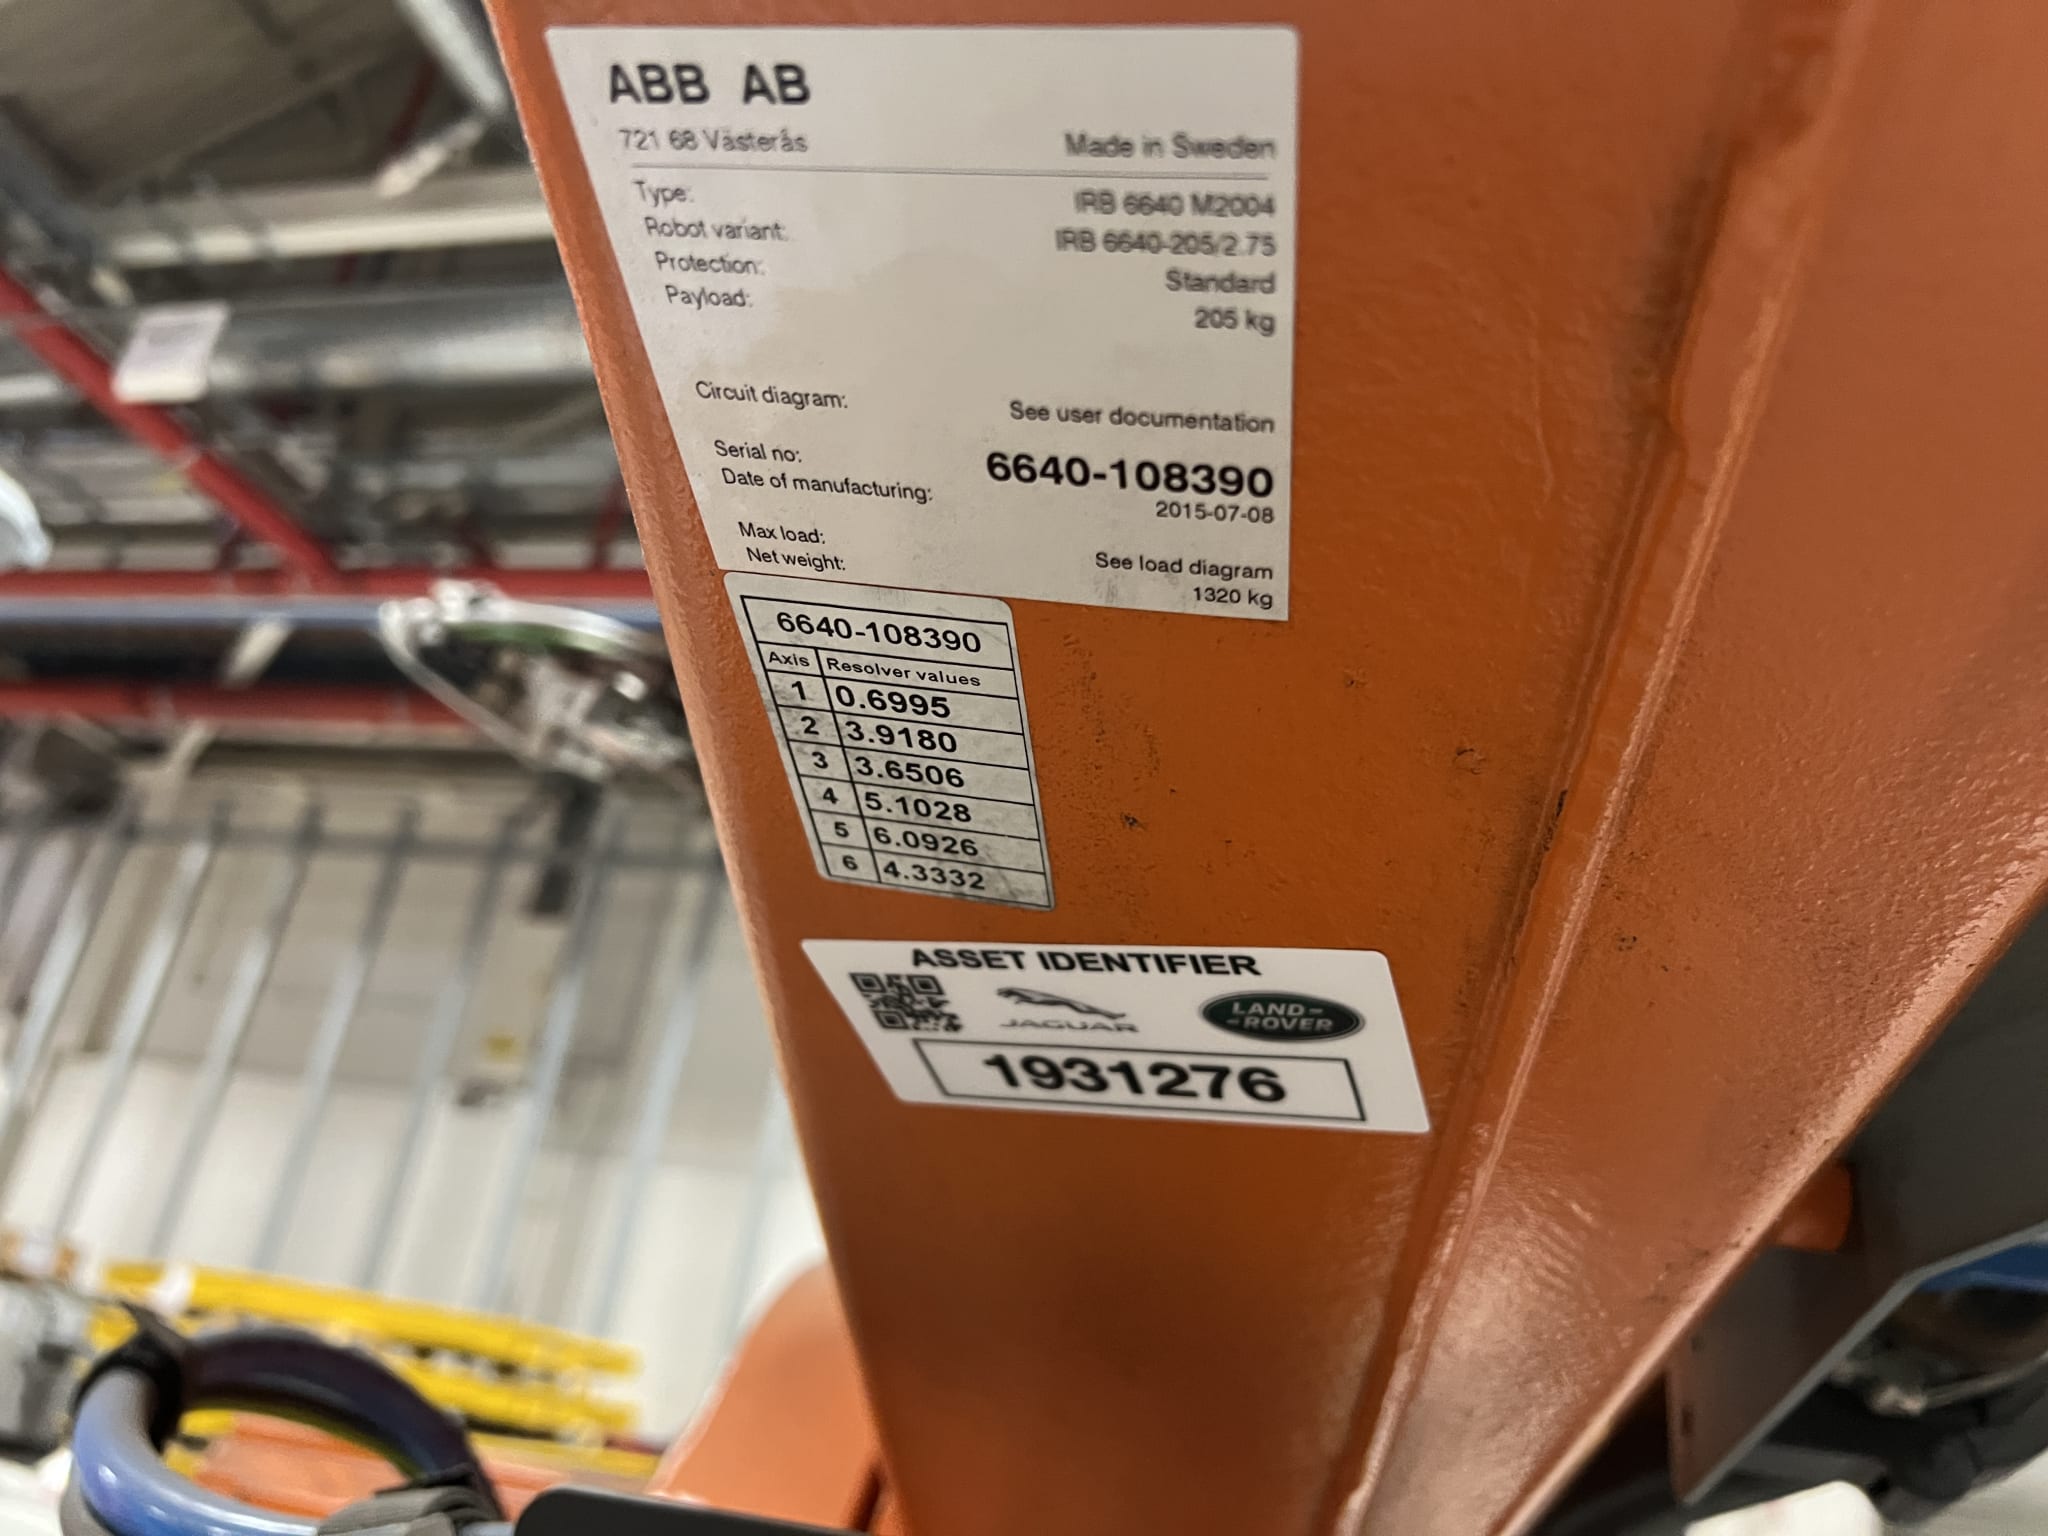 ABB AB
721 68 Västerås Made in Sweden
Type: IRB 6640 M2004
Robot variant: IRB 6640-205/2.75
Protection: Standard
Payload: 205 kg
Circuit diagram: See user documentation
Serial no: 6640-108390
Date of manufacturing: 2015-07-08
Max load: See load diagram
Net weight: 1320 kg
6640-108390
Axis Resolver values
1 0.6995
2 3.9180
3 3.6506
4 5.1028
5 6.0926
6 4.3332
ASSET IDENTIFIER
JAGUAR
LAND-
-ROVER
1931276